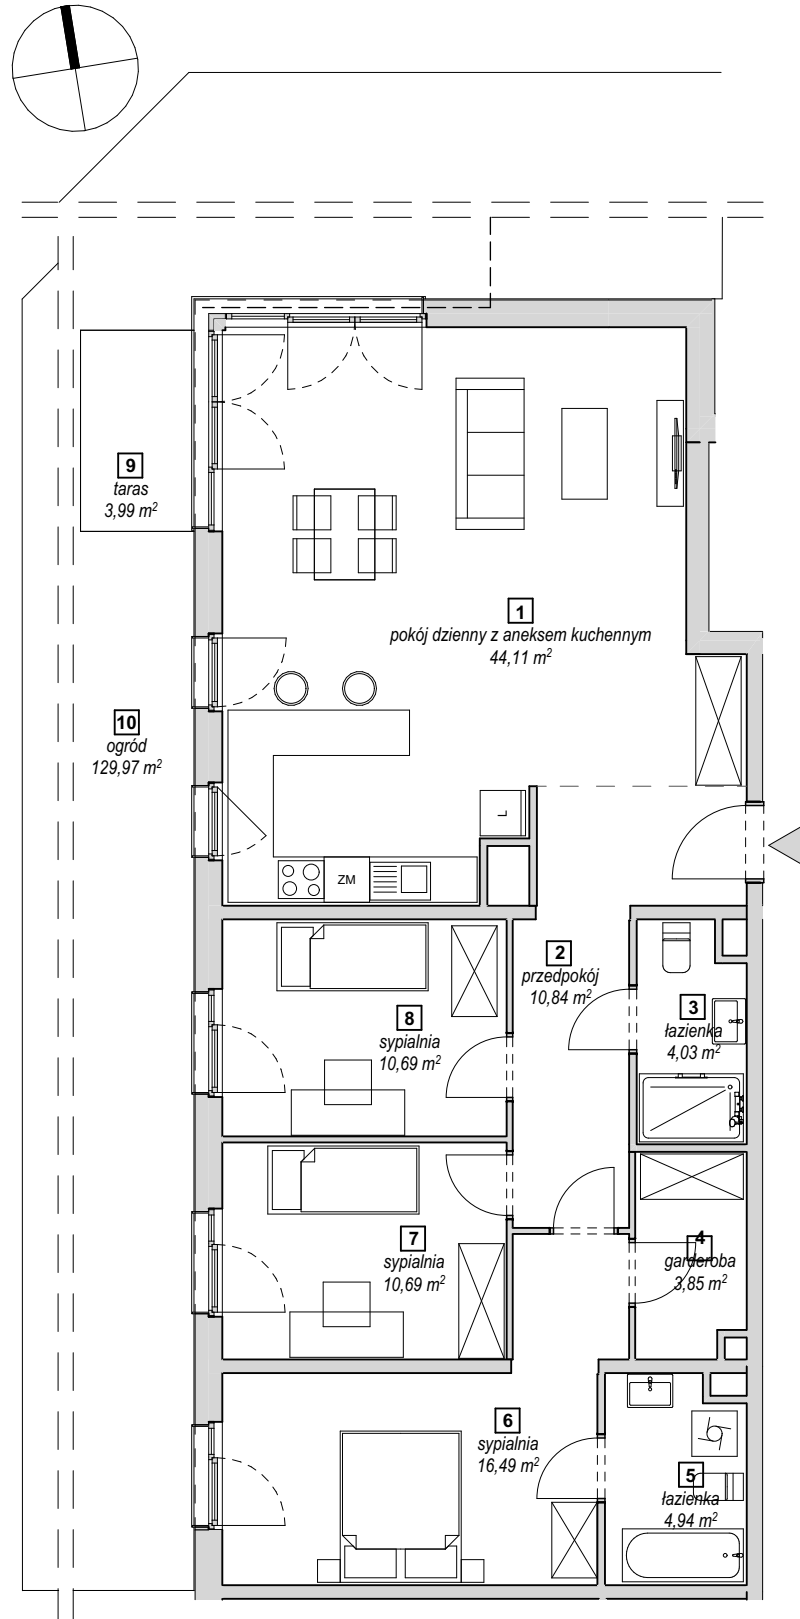 9
taras
3,99 m²
1
pokój dzienny z aneksem kuchennym
44,11 m²
10
ogród
129,97 m²
L
ZM
2
przedpokój
10,84 m²
3
łazienka
4,03 m²
8
sypialnia
10,69 m²
7
sypialnia
10,69 m²
4
garderoba
3,85 m²
6
sypialnia
16,49 m²
5
łazienka
4,94 m²